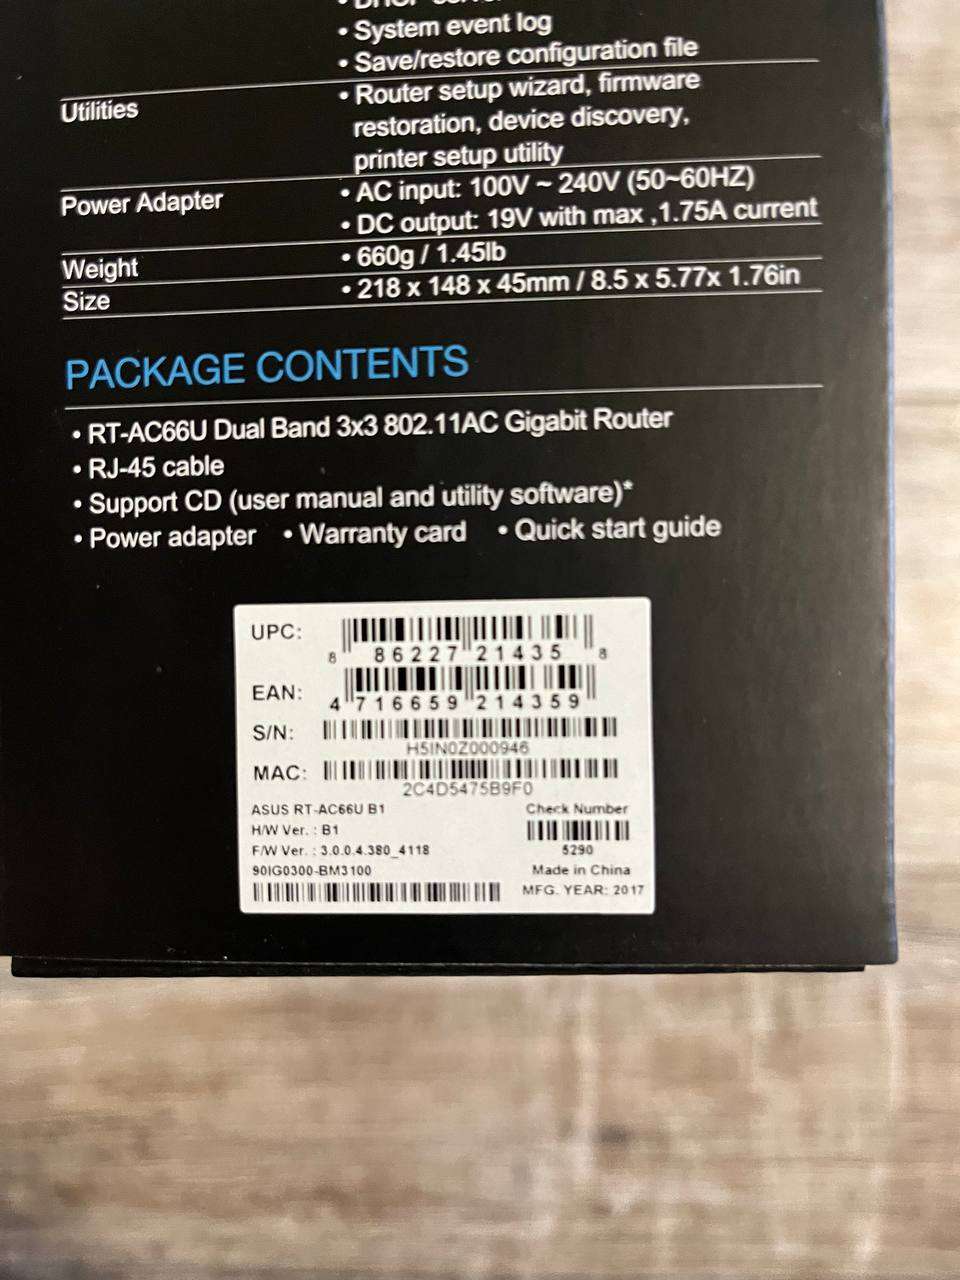 • System event log
• Save/restore configuration file
Utilities • Router setup wizard, firmware
restoration, device discovery,
printer setup utility
Power Adapter • AC input: 100V ~ 240V (50~60HZ)
• DC output: 19V with max ,1.75A current
Weight • 660g / 1.45lb
Size • 218 x 148 x 45mm / 8.5 x 5.77x 1.76in
PACKAGE CONTENTS
• RT-AC66U Dual Band 3x3 802.11AC Gigabit Router
• RJ-45 cable
• Support CD (user manual and utility software)*
• Power adapter • Warranty card • Quick start guide
UPC: 8 86227 21435 8
EAN: 4 716659 214359
S/N:
H5IN0Z000946
MAC:
2C4D5475B9F0
ASUS RT-AC66U B1 Check Number
H/W Ver. : B1
F/W Ver. : 3.0.0.4.380_4118 5290
90IG0300-BM3100 Made in China
MFG. YEAR: 2017